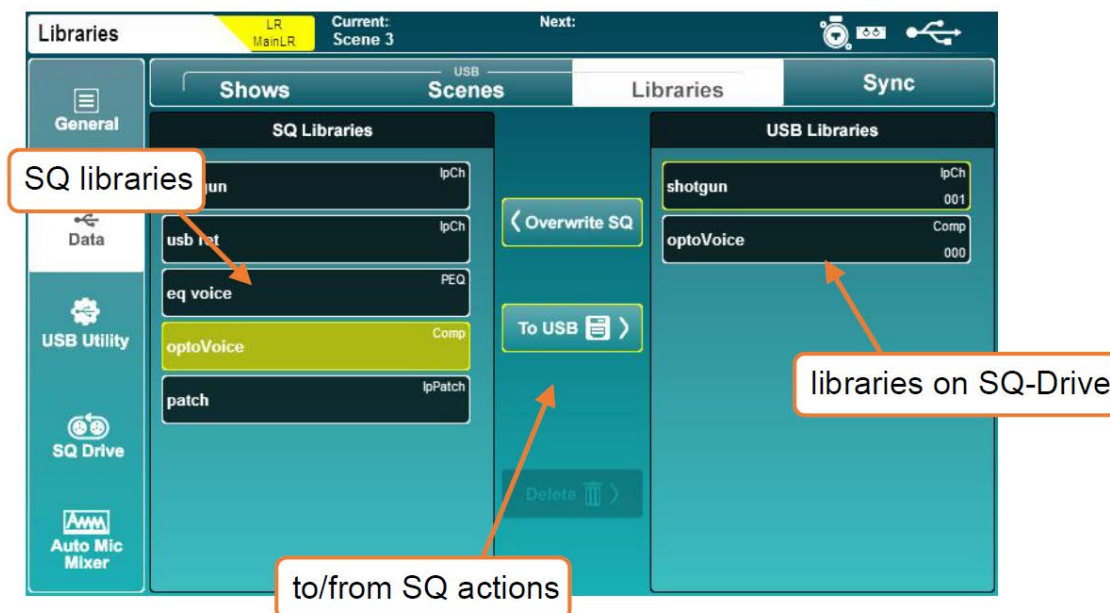 Libraries
LR
MainLR
Current:
Scene 3
Next:
General
Data
USB Utility
SQ Drive
Auto Mic
Mixer
USB
Shows
Scenes
Libraries
Sync
SQ Libraries
IpCh
usb ret
IpCh
eq voice
PEQ
optoVoice
Comp
patch
IpPatch
Overwrite SQ
To USB
Delete
USB Libraries
shotgun
IpCh
001
optoVoice
Comp
000
SQ libraries
libraries on SQ-Drive
to/from SQ actions